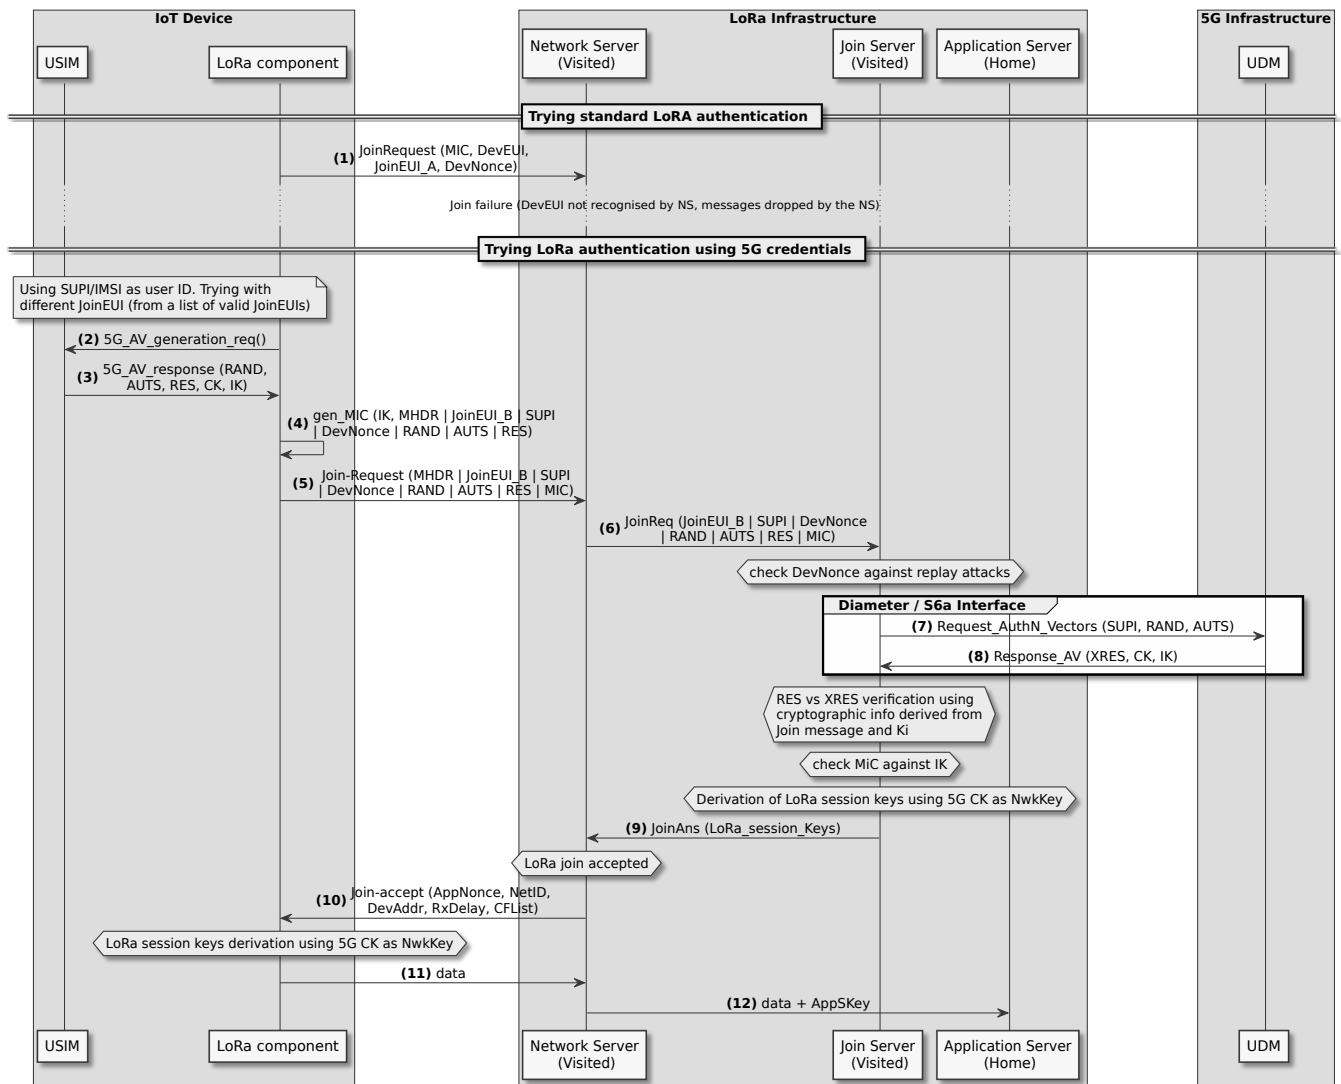 IoT Device
LoRa Infrastructure
5G Infrastructure
USIM
LoRa component
Network Server
(Visited)
Join Server
(Visited)
Application Server
(Home)
UDM
Trying standard LoRA authentication
(1) JoinRequest (MIC, DevEUI,
JoinEUI_A, DevNonce)
Join failure (DevEUI not recognised by NS, messages dropped by the NS)
Trying LoRa authentication using 5G credentials
Using SUPI/IMSI as user ID. Trying with
different JoinEUI (from a list of valid JoinEUIs)
(2) 5G_AV_generation_req()
(3) 5G_AV_response (RAND,
AUTS, RES, CK, IK)
(4) gen_MIC (IK, MHDR | JoinEUI_B | SUPI
| DevNonce | RAND | AUTS | RES)
(5) Join-Request (MHDR | JoinEUI_B | SUPI
| DevNonce | RAND | AUTS | RES | MIC)
(6) JoinReq (JoinEUI_B | SUPI | DevNonce
| RAND | AUTS | RES | MIC)
check DevNonce against replay attacks
Diameter / S6a Interface
(7) Request_AuthN_Vectors (SUPI, RAND, AUTS)
(8) Response_AV (XRES, CK, IK)
RES vs XRES verification using
cryptographic info derived from
Join message and Ki
check MiC against IK
Derivation of LoRa session keys using 5G CK as NwkKey
(9) JoinAns (LoRa_session_Keys)
LoRa join accepted
(10) Join-accept (AppNonce, NetID,
DevAddr, RxDelay, CFList)
LoRa session keys derivation using 5G CK as NwkKey
(11) data
(12) data + AppSKey
USIM
LoRa component
Network Server
(Visited)
Join Server
(Visited)
Application Server
(Home)
UDM